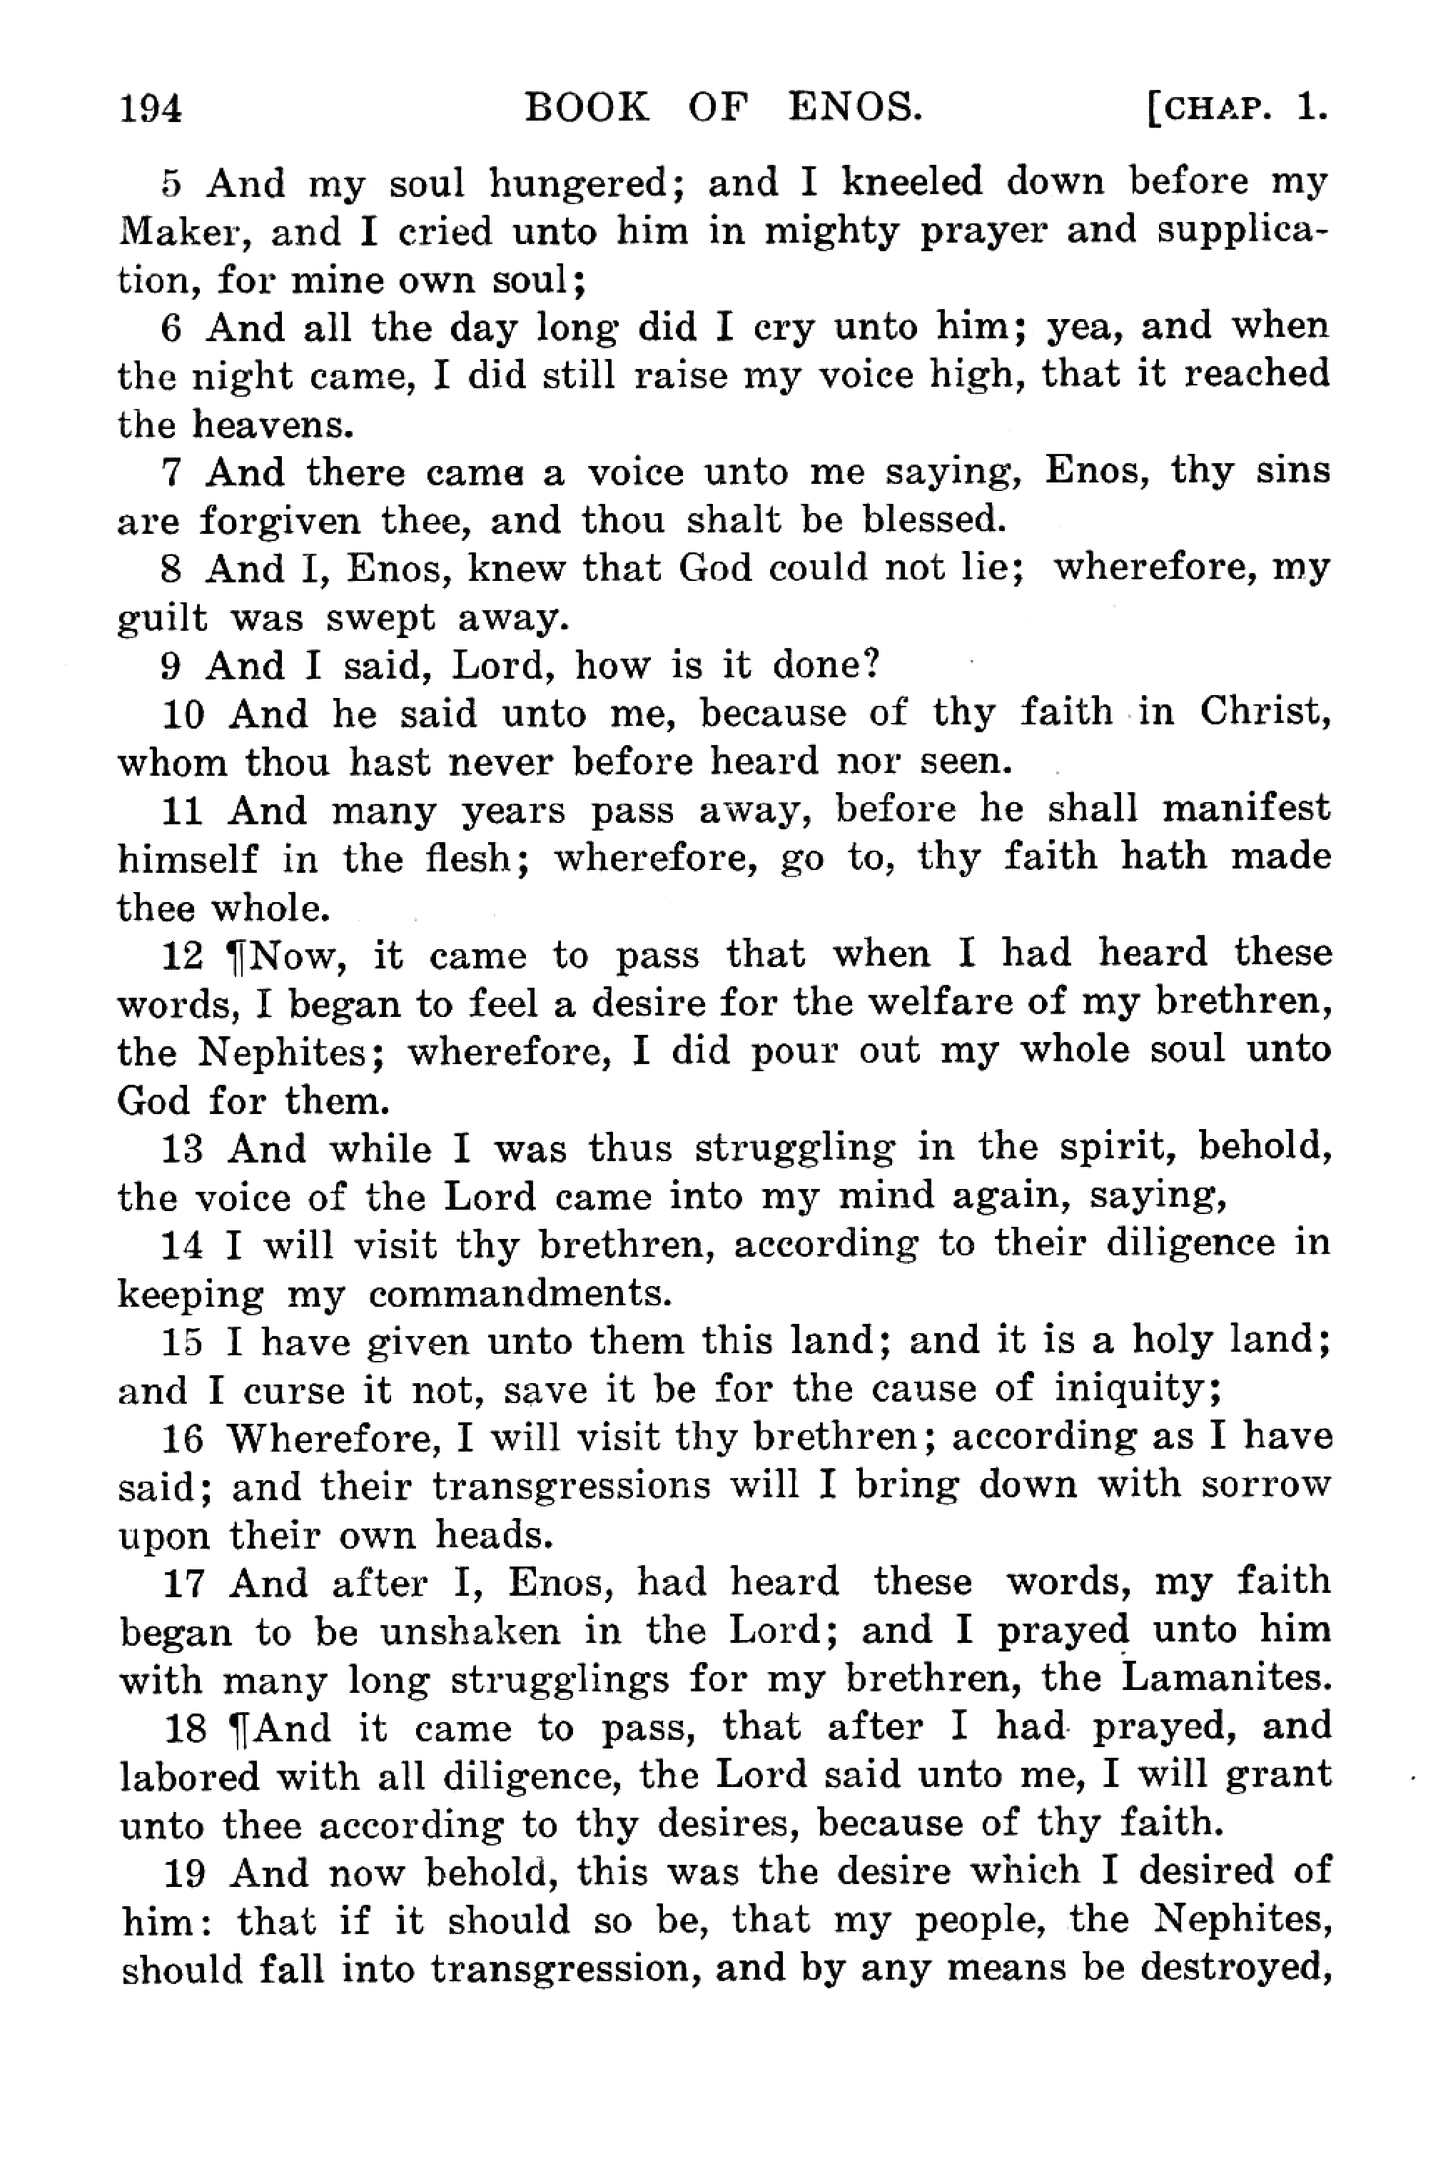 194 BOOK OF ENOS. [CHAP. 1.
5 And my soul hungered; and I kneeled down before my
Maker, and I cried unto him in mighty prayer and supplica-
tion, for mine own soul;
6 And all the day long did I cry unto him; yea, and when
the night came, I did still raise my voice high, that it reached
the heavens.
7 And there came a voice unto me saying, Enos, thy sins
are forgiven thee, and thou shalt be blessed.
8 And I, Enos, knew that God could not lie; wherefore, my
guilt was swept away.
9 And I said, Lord, how is it done?
10 And he said unto me, because of thy faith in Christ,
whom thou hast never before heard nor seen.
11 And many years pass away, before he shall manifest
himself in the flesh; wherefore, go to, thy faith hath made
thee whole.
12 ¶Now, it came to pass that when I had heard these
words, I began to feel a desire for the welfare of my brethren,
the Nephites; wherefore, I did pour out my whole soul unto
God for them.
13 And while I was thus struggling in the spirit, behold,
the voice of the Lord came into my mind again, saying,
14 I will visit thy brethren, according to their diligence in
keeping my commandments.
15 I have given unto them this land; and it is a holy land;
and I curse it not, save it be for the cause of iniquity;
16 Wherefore, I will visit thy brethren; according as I have
said; and their transgressions will I bring down with sorrow
upon their own heads.
17 And after I, Enos, had heard these words, my faith
began to be unshaken in the Lord; and I prayed unto him
with many long strugglings for my brethren, the Lamanites.
18 ¶And it came to pass, that after I had prayed, and
labored with all diligence, the Lord said unto me, I will grant
unto thee according to thy desires, because of thy faith.
19 And now behold, this was the desire which I desired of
him: that if it should so be, that my people, the Nephites,
should fall into transgression, and by any means be destroyed,